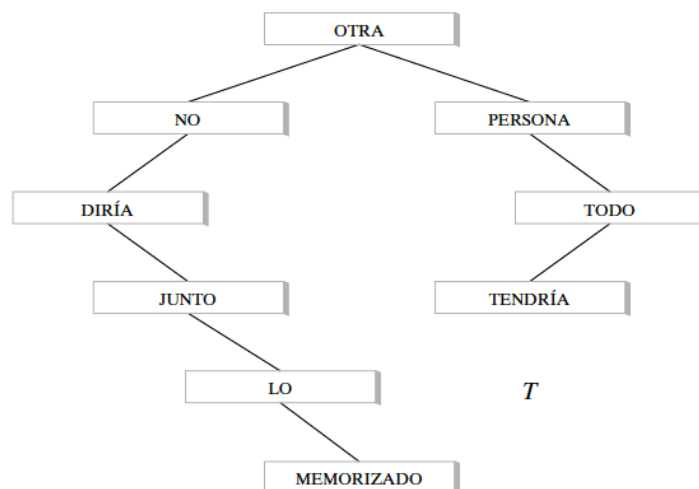 OTRA
NO PERSONA
DIRÍA TODO
JUNTO TENDRÍA
LO T
MEMORIZADO